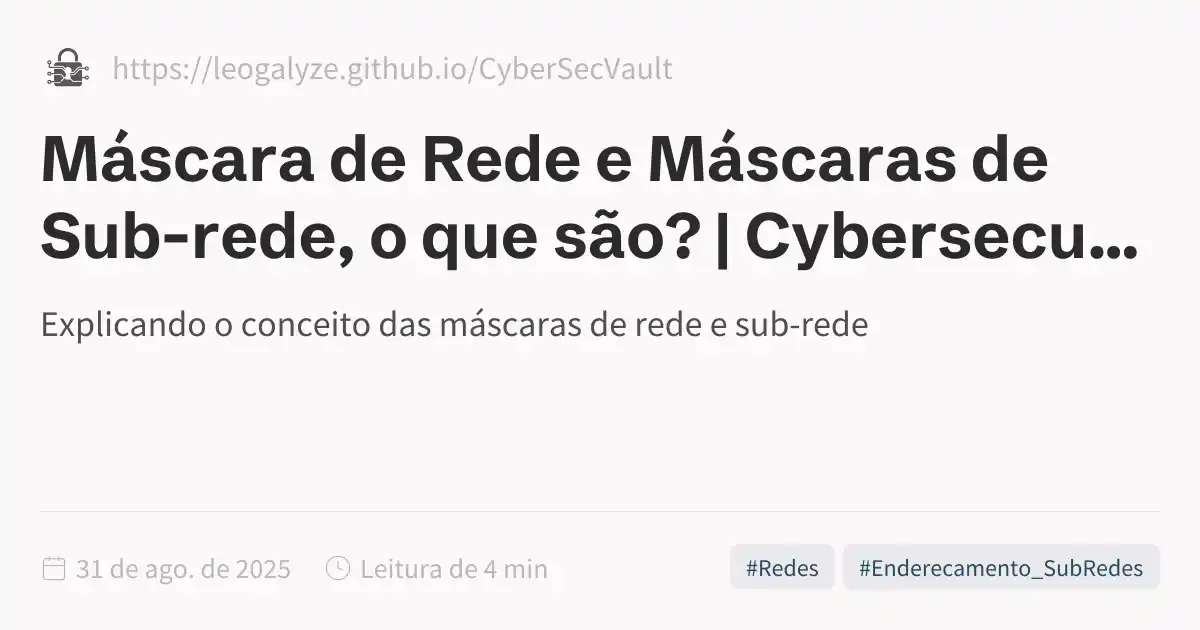 https://leogalyze.github.io/CyberSecVault
Máscara de Rede e Máscaras de
Sub-rede, o que são? | Cybersecu...
Explicando o conceito das máscaras de rede e sub-rede
31 de ago. de 2025 Leitura de 4 min #Redes #Enderecamento_SubRedes